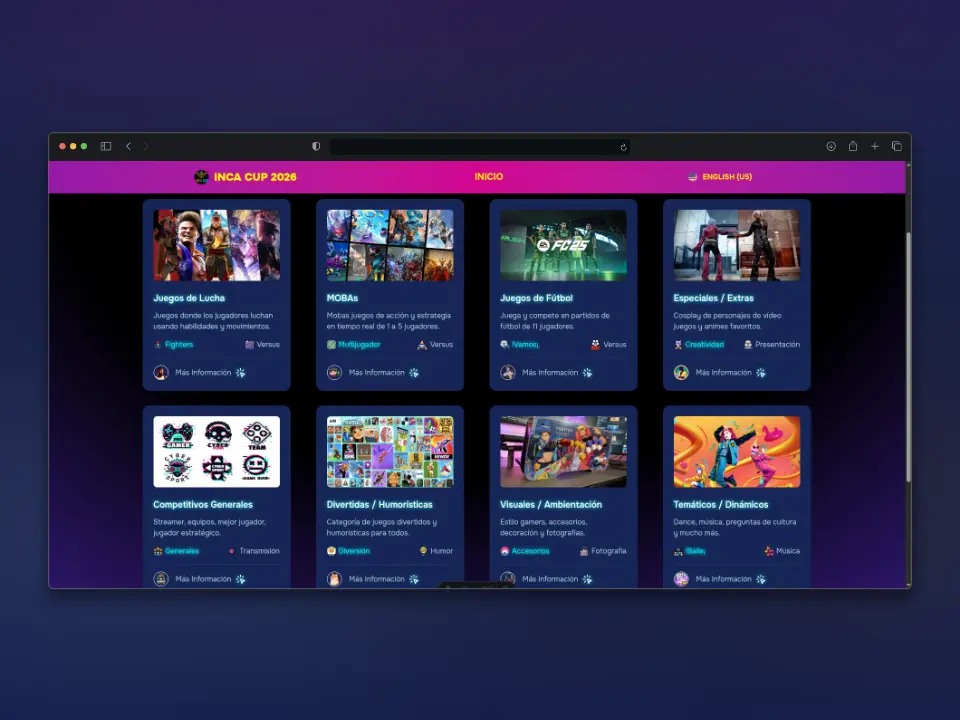 INCA CUP 2026
INICIO
ENGLISH (US)
FC25
Juegos de Lucha
Juegos donde los jugadores luchan
usando habilidades y movimientos.
Fighters
Versus
Más Información
MOBAs
Mobas juegos de acción y estrategia
en tiempo real de 1 a 5 jugadores.
Multijugador
Versus
Más Información
Juegos de Fútbol
Juega y compete en partidos de
fútbol de 11 jugadores.
¡Vamos¡
Versus
Más Información
Especiales / Extras
Cosplay de personajes de vídeo
juegos y animes favoritos.
Creatividad
Presentación
Más Información
PRO
GAMER
CYBER
TEAM
CYBER
SPORT
CYBER
SPORT
GAME OVER
Competitivos Generales
Streamer, equipos, mejor jugador,
jugador estratégico.
Generales
Transmisión
Más Información
Divertidas / Humorísticas
Categoría de juegos divertidos y
humoristicas para todos.
Diversión
Humor
Más Información
Visuales / Ambientación
Estilo gamers, accesorios,
decoración y fotografías.
Accesorios
Fotografía
Más Información
Temáticos / Dinámicos
Dance, música, preguntas de cultura
y mucho más.
Música
Más Información